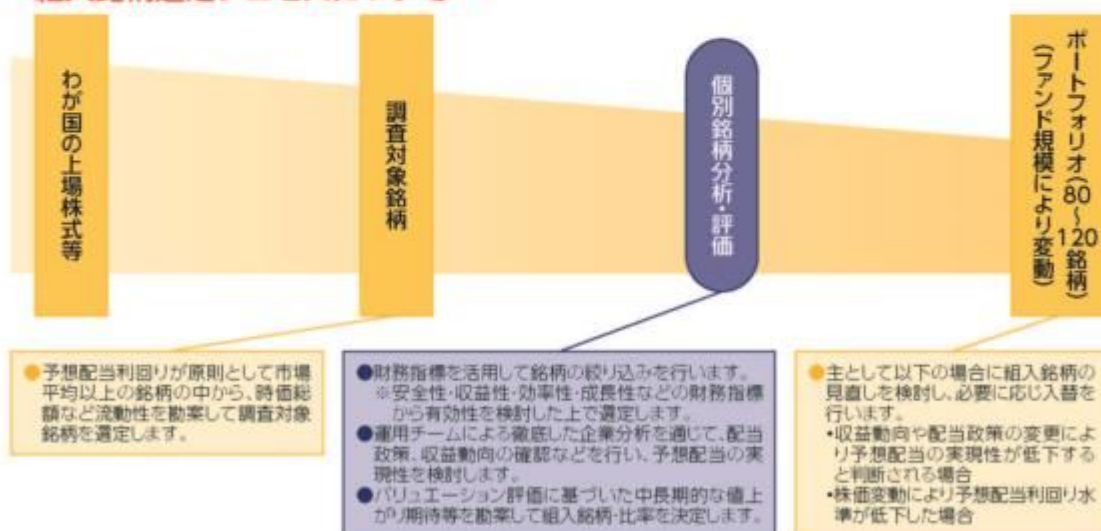 わが国の上場株式等
調査対象銘柄
個別銘柄分析・評価
ポートフォリオ(80~120銘柄)
(ファンド規模により変動)
●予想配当利回りが原則として市場
平均以上の銘柄の中から、時価総
額など流動性を勘案して調査対象
銘柄を選定します。
●財務指標を活用して銘柄の絞り込みを行います。
※安全性・収益性・効率性・成長性などの財務指標
から有効性を検討した上で選定します。
●運用チームによる徹底した企業分析を通じて、配当
政策、収益動向の確認などを行い、予想配当の実
現性を検討します。
●バリュエーション評価に基づいた中長期的な値上
がり期待等を勘案して組入銘柄・比率を決定します。
●主として以下の場合に組入銘柄の
見直しを検討し、必要に応じ入替を
行います。
•収益動向や配当政策の変更によ
り予想配当の実現性が低下する
と判断される場合
•株価変動により予想配当利回り水
準が低下した場合